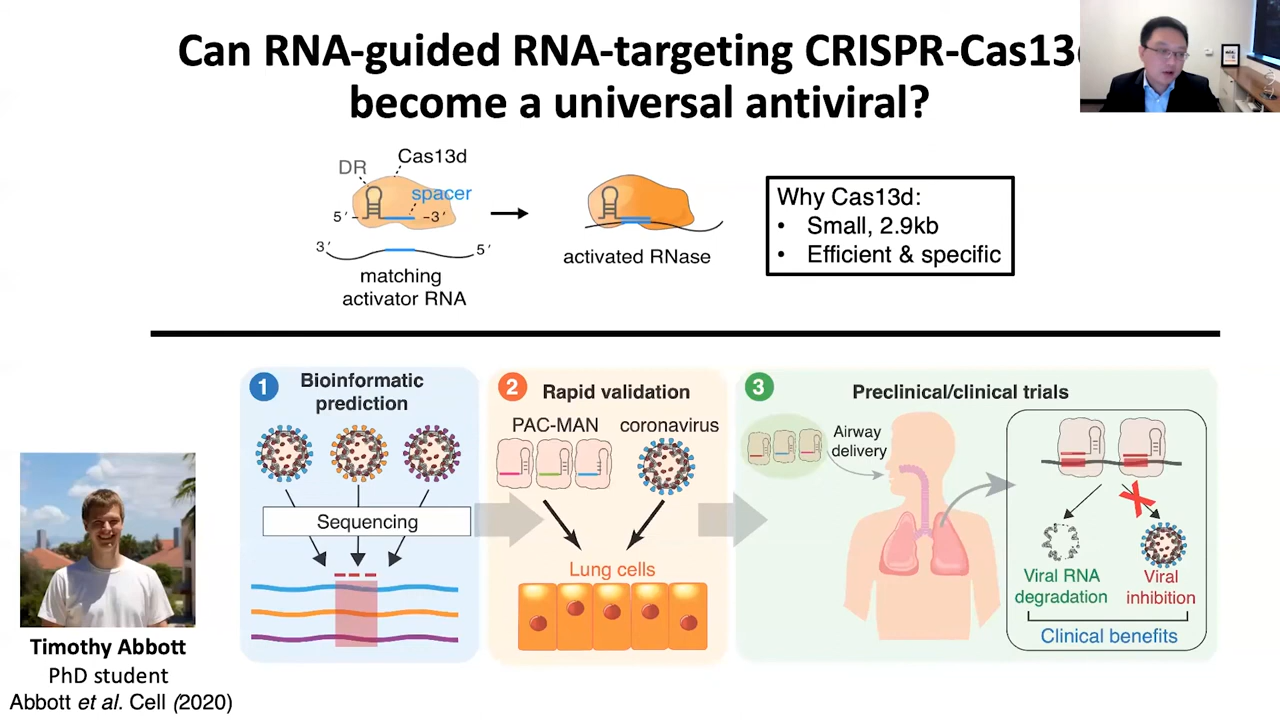 Can RNA-guided RNA-targeting CRISPR-Cas13
become a universal antiviral?
DR
Cas13d
spacer
5′
3′
3′
5′
matching
activator RNA
activated RNase
Why Cas13d:
• Small, 2.9kb
• Efficient & specific
1
Bioinformatic
prediction
Sequencing
2
Rapid validation
PAC-MAN
coronavirus
Lung cells
3
Preclinical/clinical trials
Airway
delivery
Viral RNA
degradation
Viral
inhibition
Clinical benefits
Timothy Abbott
PhD student
Abbott et al. Cell (2020)